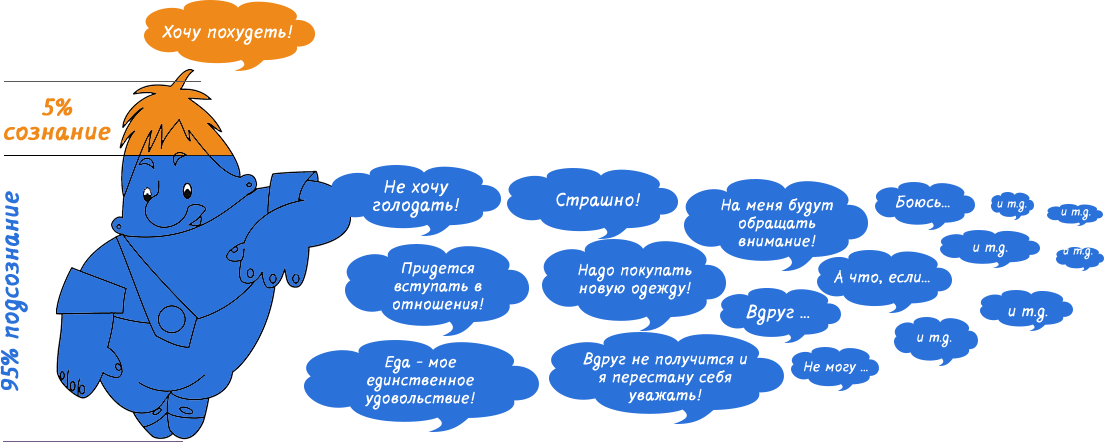 Хочу похудеть!
5%
сознание
95% подсознание
Не хочу
голодать!
Страшно!
На меня будут
обращать
внимание!
Боюсь...
и т.д.
и т.д.
Придется
вступать в
отношения!
Надо покупать
новую одежду!
А что, если...
и т.д.
и т.д.
Вдруг ...
и т.д.
и т.д.
Еда - мое
единственное
удовольствие!
Вдруг не получится и
я перестану себя
уважать!
Не могу ...